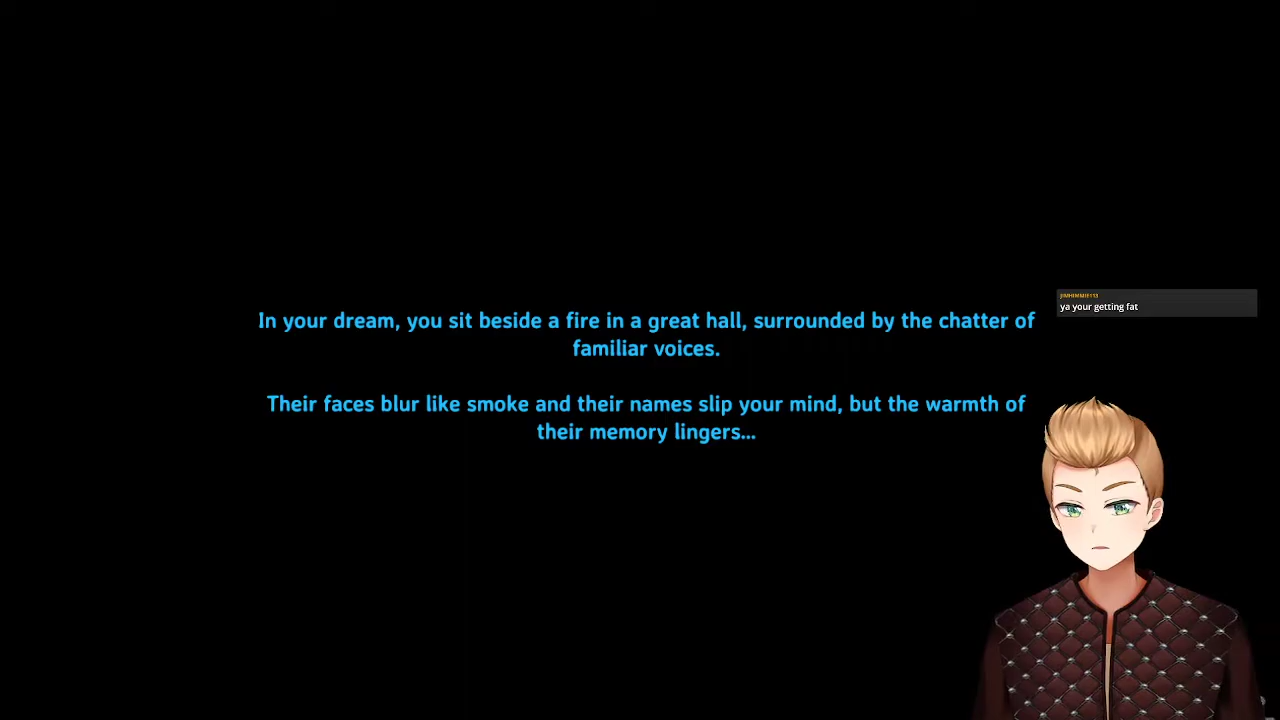 In your dream, you sit beside a fire in a great hall, surrounded by the chatter of
familiar voices.
Their faces blur like smoke and their names slip your mind, but the warmth of
their memory lingers...
ya your getting fat